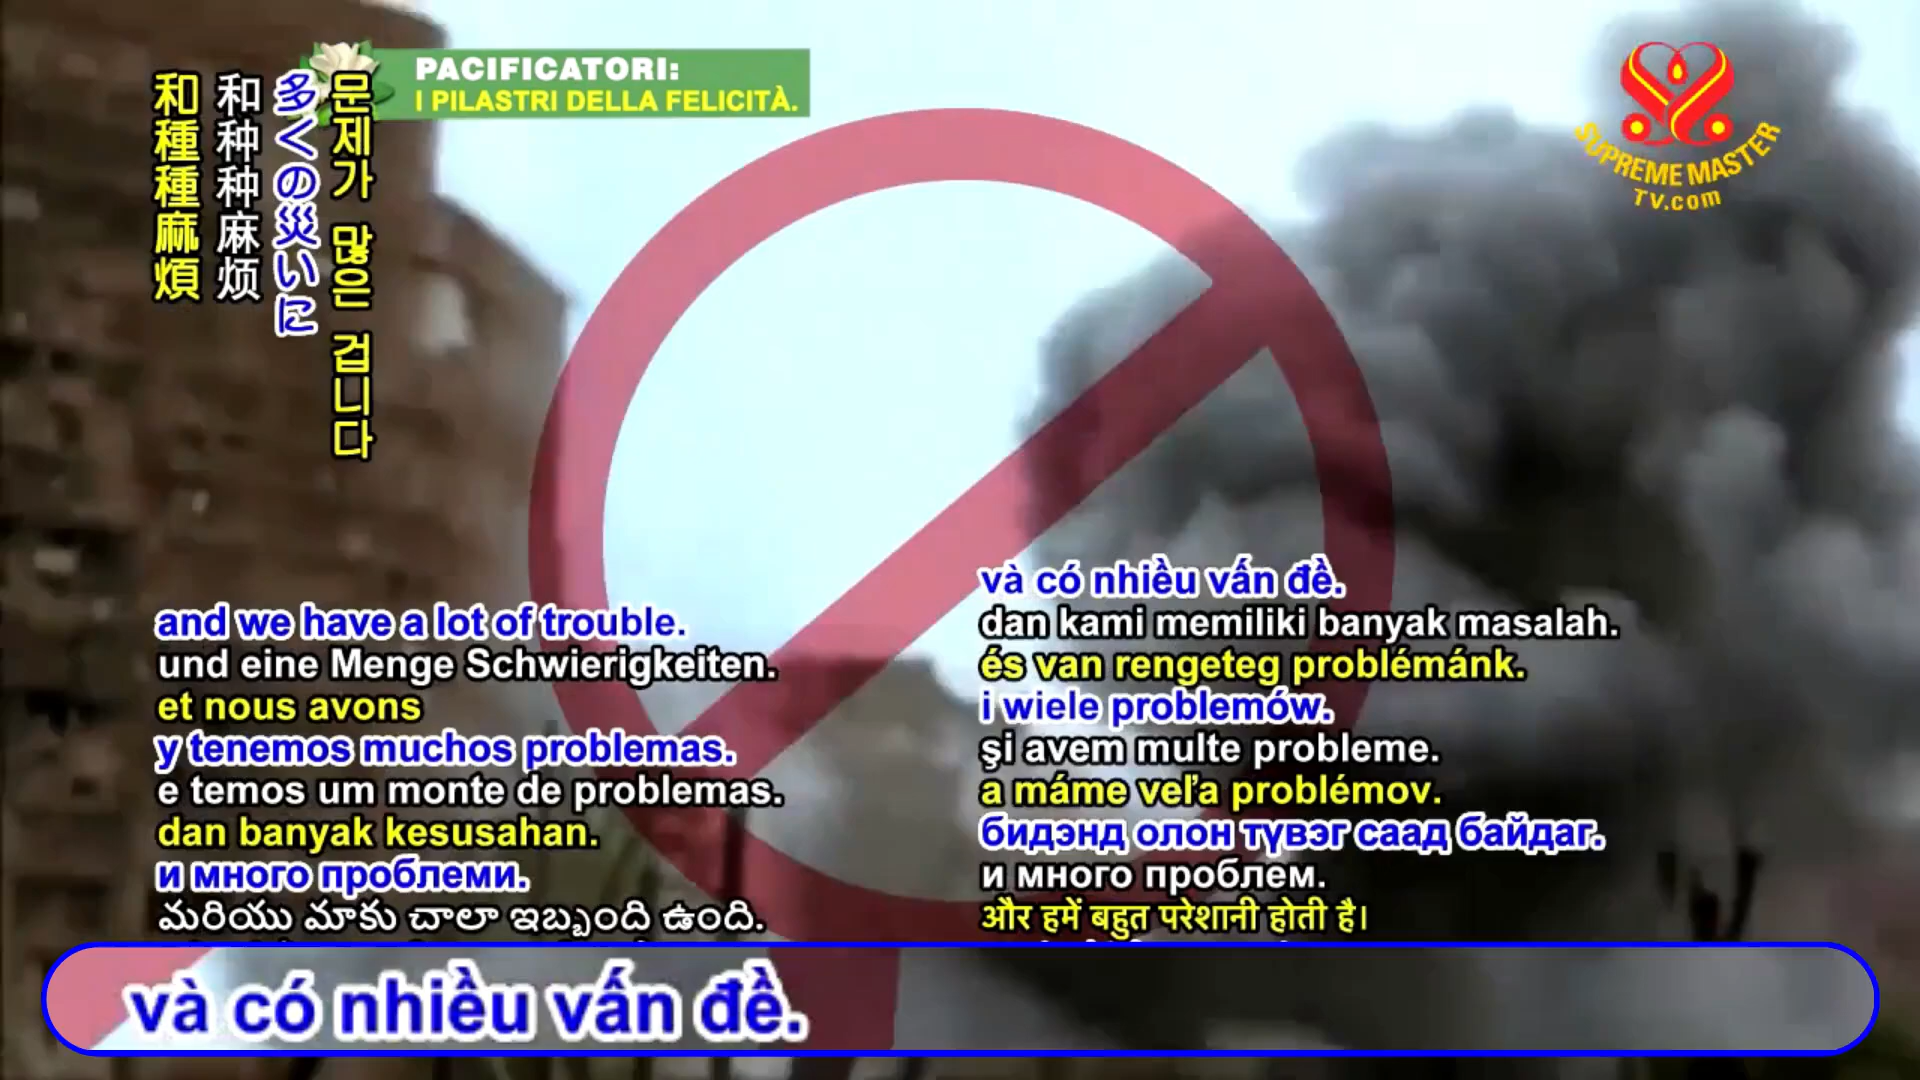 PACIFICATORI:
I PILASTRI DELLA FELICITÀ.
SUPREME MASTER
TV.com
문제가 많은 겁니다
多くの災いに
和种种麻烦
和種種麻煩
and we have a lot of trouble.
und eine Menge Schwierigkeiten.
et nous avons
y tenemos muchos problemas.
e temos um monte de problemas.
dan banyak kesusahan.
и много проблеми.
మరియు మాకు చాలా ఇబ్బంది ఉంది.
và có nhiều vấn đề.
dan kami memiliki banyak masalah.
és van rengeteg problémánk.
i wiele problemów.
şi avem multe probleme.
a máme veľa problémov.
бидэнд олон түвэг саад байдаг.
и много проблем.
और हमें बहुत परेशानी होती है।
và có nhiều vấn đề.